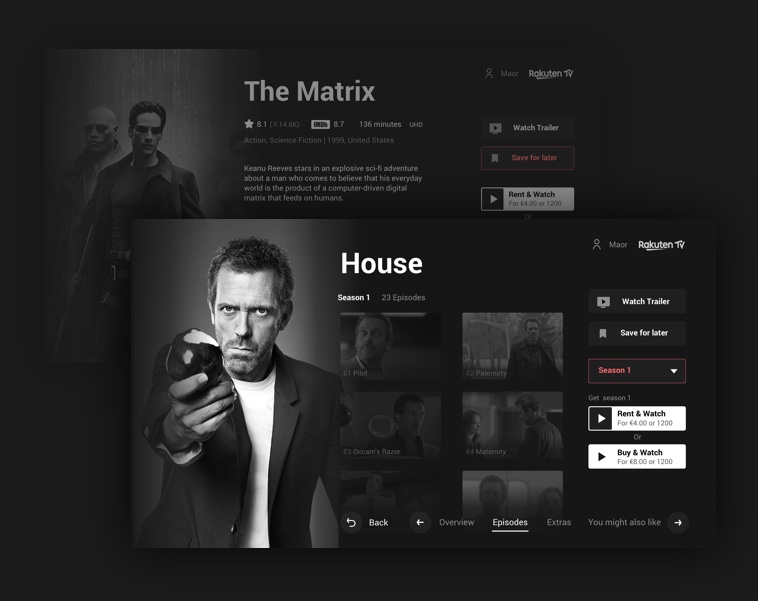 The Matrix
Maor Rakuten TV
8.1 (14.6K) IMDb 8.7 136 minutes UHD
Action, Science Fiction | 1999, United States
Watch Trailer
Save for later
Keanu Reeves stars in an explosive sci-fi adventure
about a man who comes to believe that his everyday
world is the product of a computer-driven digital
matrix that feeds on humans.
Rent & Watch
For €4.00 or 1200
Or
House
Maor Rakuten TV
Season 1 23 Episodes
Watch Trailer
Save for later
E1 Pilot
E2 Paternirty
Season 1
Get season 1
Rent & Watch
For €4.00 or 1200
Or
Buy & Watch
For €8.00 or 1200
E3 Occam's Razor
E4 Maternity
Back
Overview Episodes Extras You might also like